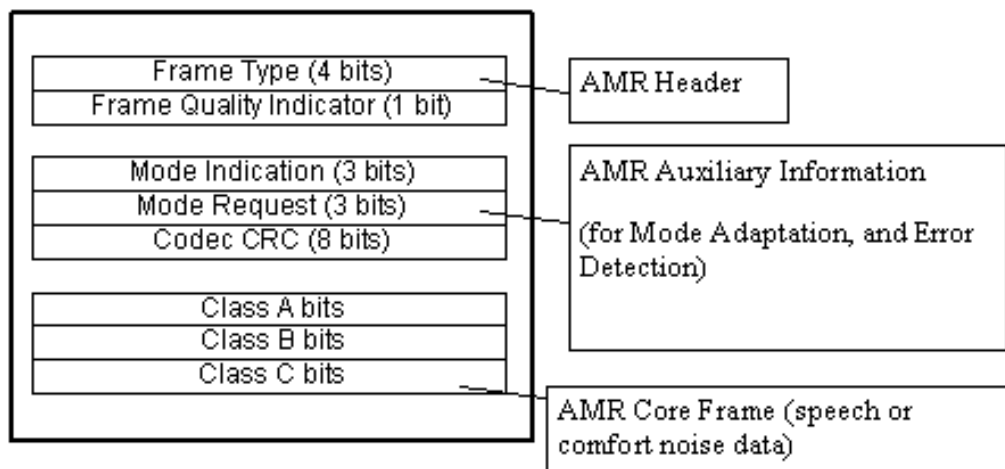 Frame Type (4 bits)
Frame Quality Indicator (1 bit)
AMR Header
Mode Indication (3 bits)
Mode Request (3 bits)
Codec CRC (8 bits)
AMR Auxiliary Information
(for Mode Adaptation, and Error
Detection)
Class A bits
Class B bits
Class C bits
AMR Core Frame (speech or
comfort noise data)